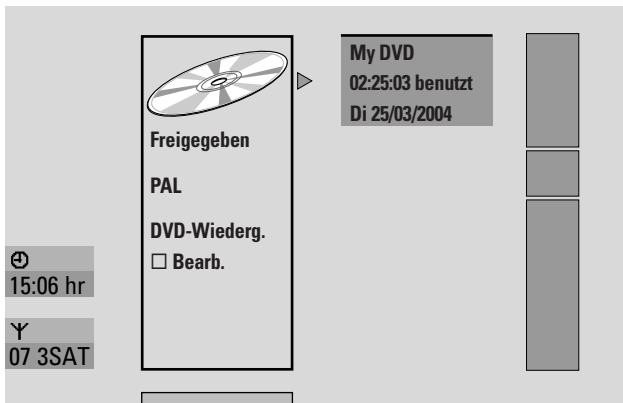 My DVD
02:25:03 benutzt
Di 25/03/2004
Freigegeben
PAL
DVD-Wiederg.
☐ Bearb.
15:06 hr
07 3SAT